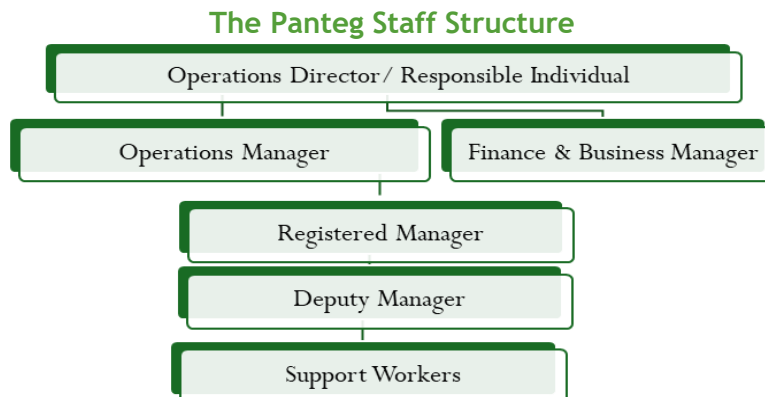 The Panteg Staff Structure
Operations Director/ Responsible Individual
Operations Manager
Finance & Business Manager
Registered Manager
Deputy Manager
Support Workers